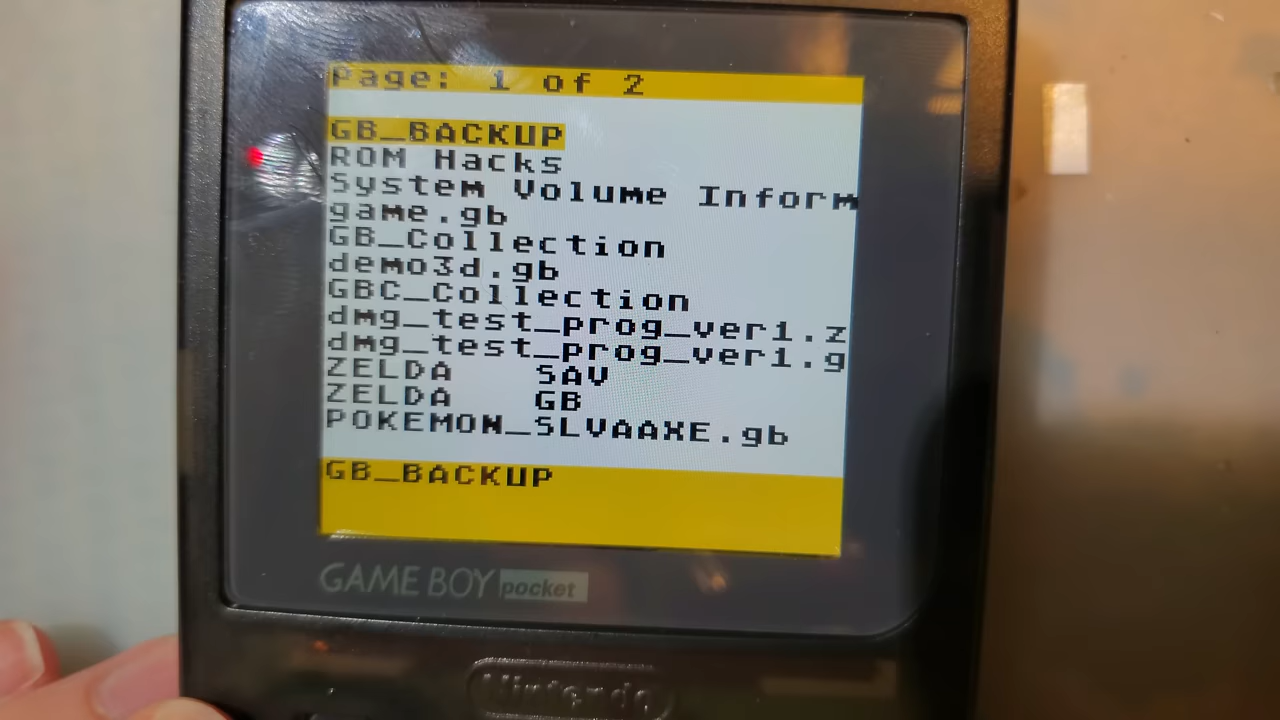 Page: 1 of 2
GB_BACKUP
ROM Hacks
System Volume Inform
game.gb
GB_Collection
demo3d.gb
GBC_Collection
dmg_test_prog_ver1.z
dmg_test_prog_ver1.g
ZELDA    SAV
ZELDA    GB
POKEMON_SLVAAXE.gb
GB_BACKUP
GAME BOY pocket
Nintendo